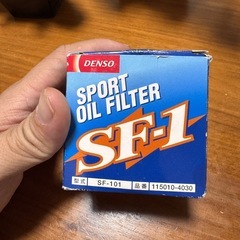 DENSO
SPORT
OIL FILTER
SF-1
型式 SF-101 品番 115010-4030